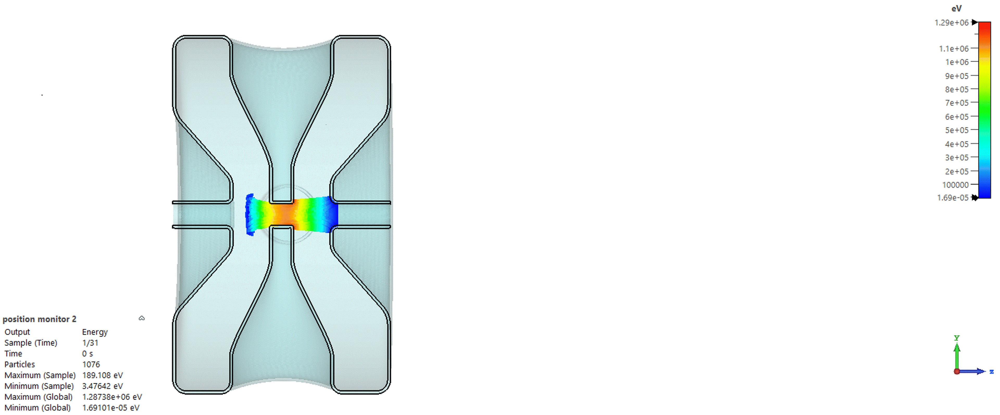 eV
1.29e+06
1.1e+06
1e+06
9e+05
8e+05
7e+05
6e+05
5e+05
4e+05
3e+05
2e+05
100000
1.69e-05
position monitor 2
Output Energy
Sample (Time) 1/31
Time 0 s
Particles 1076
Maximum (Sample) 189.108 eV
Minimum (Sample) 3.47642 eV
Maximum (Global) 1.28738e+06 eV
Minimum (Global) 1.69101e-05 eV
y
z